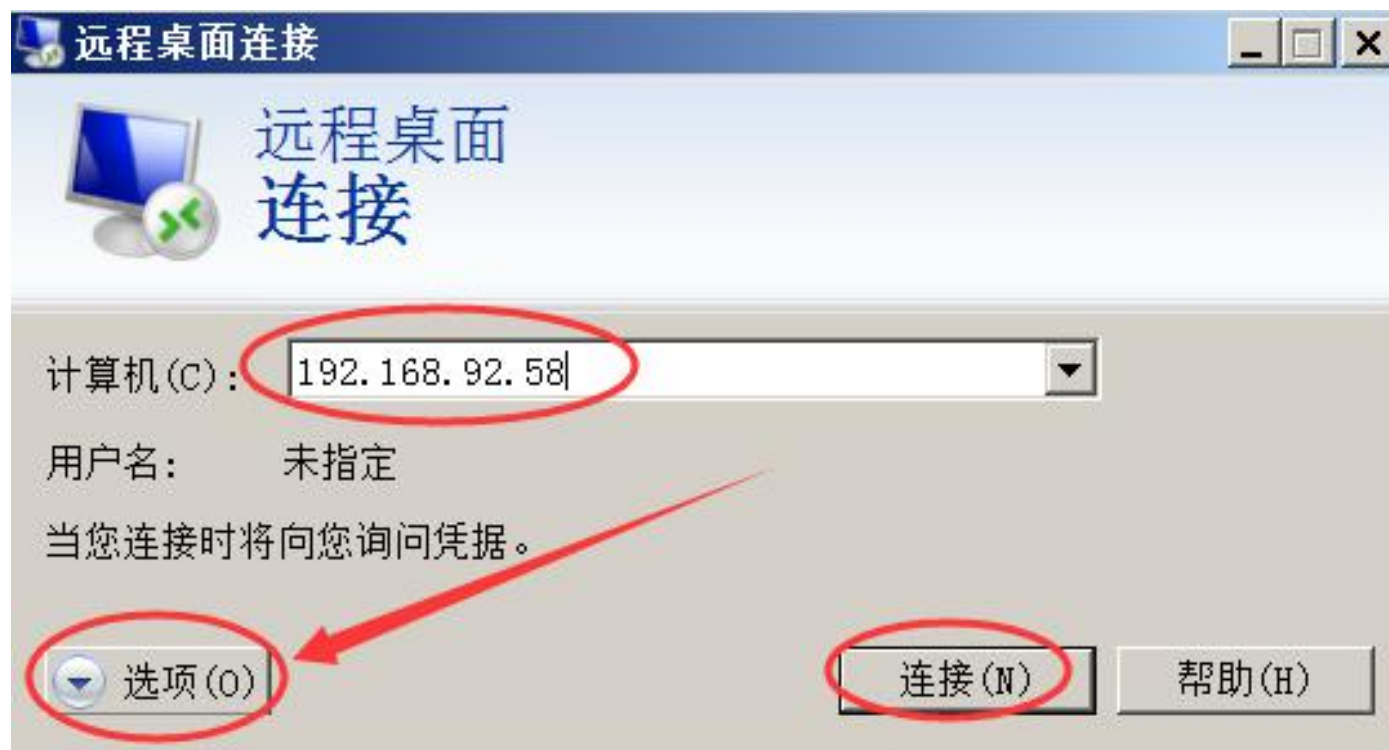 远程桌面连接
远程桌面
连接
计算机(C): 192.168.92.58
用户名: 未指定
当您连接时将向您询问凭据。
选项(O) 连接(N) 帮助(H)